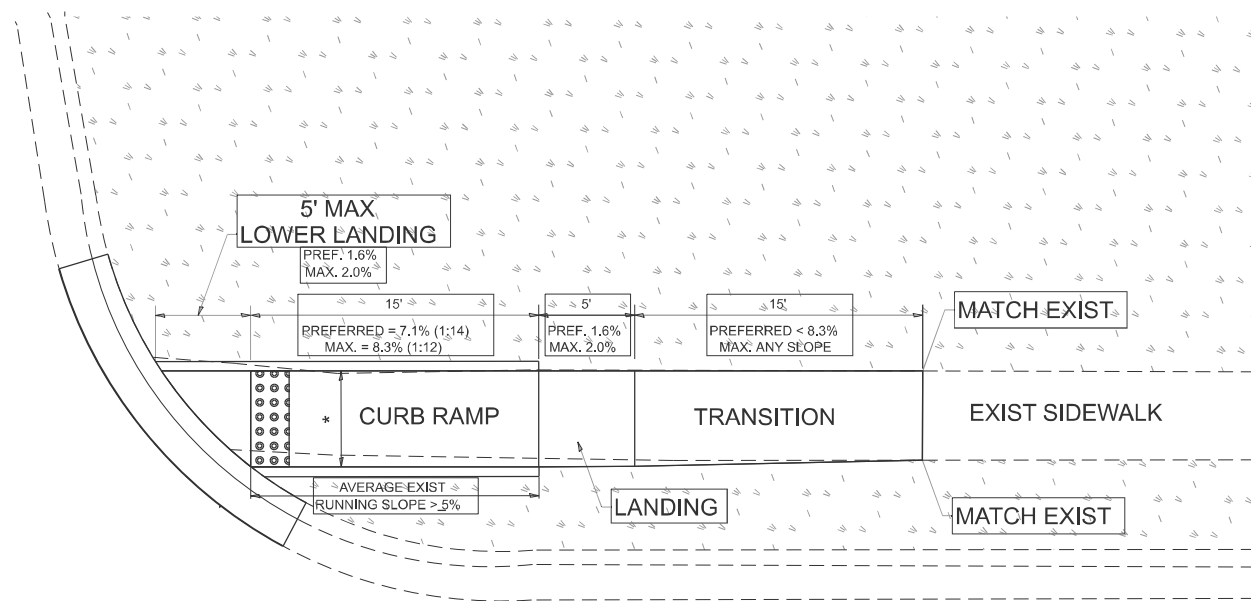 5' MAX
LOWER LANDING
PREF. 1.6%
MAX. 2.0%
15'
PREFERRED = 7.1% (1:14)
MAX. = 8.3% (1:12)
5'
PREF. 1.6%
MAX. 2.0%
15'
PREFERRED < 8.3%
MAX. ANY SLOPE
MATCH EXIST
*
CURB RAMP
TRANSITION
EXIST SIDEWALK
AVERAGE EXIST
RUNNING SLOPE > 5%
LANDING
MATCH EXIST